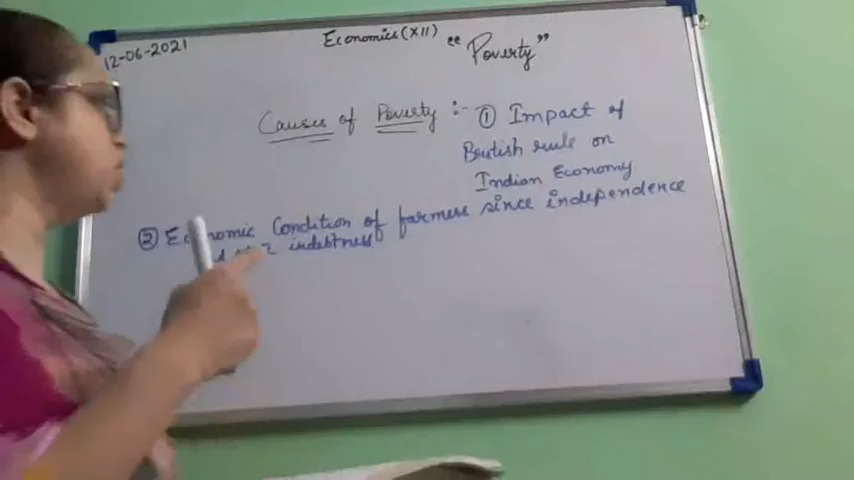 12-06-2021
Economics(XII) "Poverty"
Causes of Poverty :- ① Impact of
British rule on
Indian Economy
② Economic Condition of farmers since independence
indebtness